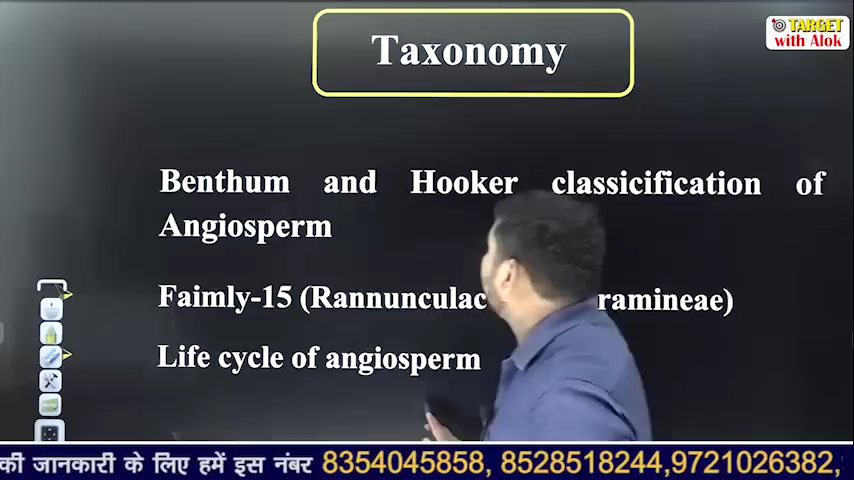 TARGET
with Alok
Taxonomy
Benthum and Hooker classicification of
Angiosperm
Faimly-15 (Rannunculac ramineae)
Life cycle of angiosperm
की जानकारी के लिए हमें इस नंबर 8354045858, 8528518244,9721026382,